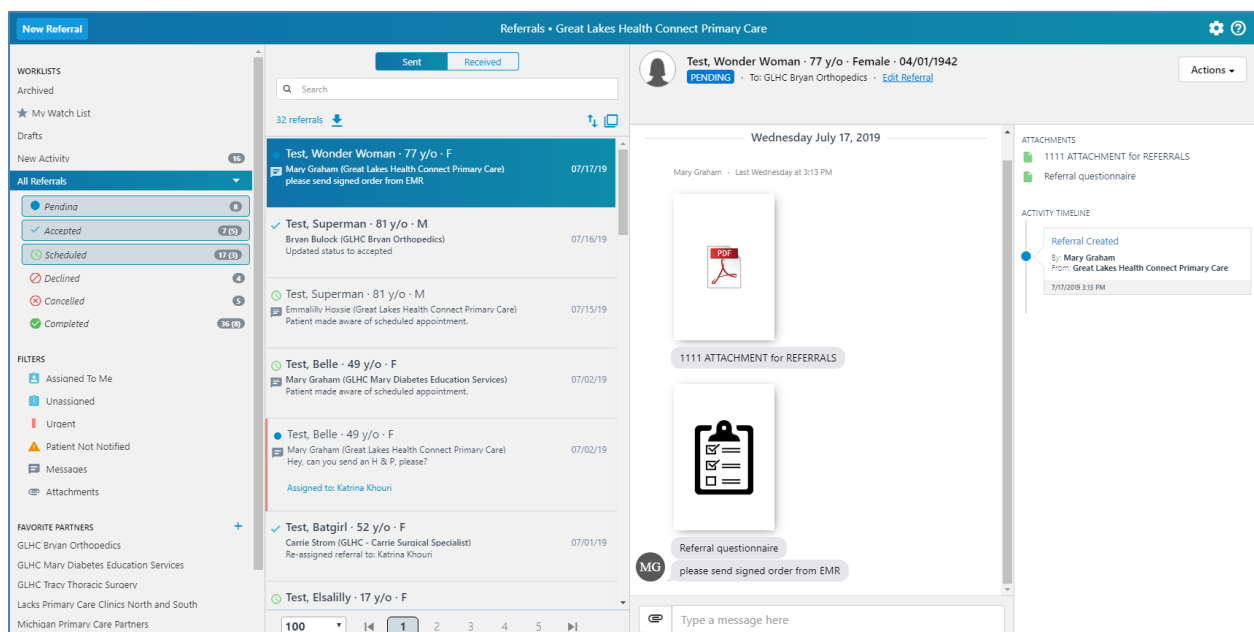 New Referral
Referrals • Great Lakes Health Connect Primary Care
WORKLISTS
Archived
My Watch List
Drafts
New Activity 16
All Referrals
Pending 8
Accepted 7 (5)
Scheduled 17 (3)
Declined 4
Cancelled 5
Completed 36 (8)
FILTERS
Assigned To Me
Unassigned
Urgent
Patient Not Notified
Messages
Attachments
FAVORITE PARTNERS +
GLHC Bryan Orthopedics
GLHC Mary Diabetes Education Services
GLHC Tracy Thoracic Surgery
Lacks Primary Care Clinics North and South
Michigan Primary Care Partners
Sent Received
Search
32 referrals
Test, Wonder Woman · 77 y/o · F
Mary Graham (Great Lakes Health Connect Primary Care) 07/17/19
please send signed order from EMR
Test, Superman · 81 y/o · M
Bryan Bulock (GLHC Bryan Orthopedics) 07/16/19
Updated status to accepted
Test, Superman · 81 y/o · M
Emmalilly Hoxsie (Great Lakes Health Connect Primary Care) 07/15/19
Patient made aware of scheduled appointment.
Test, Belle · 49 y/o · F
Mary Graham (GLHC Mary Diabetes Education Services) 07/02/19
Patient made aware of scheduled appointment.
Test, Belle · 49 y/o · F
Mary Graham (Great Lakes Health Connect Primary Care) 07/02/19
Hey, can you send an H & P, please?
Assigned to: Katrina Khouri
Test, Batgirl · 52 y/o · F
Carrie Strom (GLHC - Carrie Surgical Specialist) 07/01/19
Re-assigned referral to: Katrina Khouri
Test, Elsalilly · 17 y/o · F
100 1 2 3 4 5
Test, Wonder Woman · 77 y/o · Female · 04/01/1942
PENDING · To: GLHC Bryan Orthopedics · Edit Referral
Actions
Wednesday July 17, 2019
Mary Graham · Last Wednesday at 3:13 PM
PDF
1111 ATTACHMENT for REFERRALS
Referral questionnaire
MG please send signed order from EMR
Type a message here
ATTACHMENTS
1111 ATTACHMENT for REFERRALS
Referral questionnaire
ACTIVITY TIMELINE
Referral Created
By: Mary Graham
From: Great Lakes Health Connect Primary Care
7/17/2019 3:13 PM